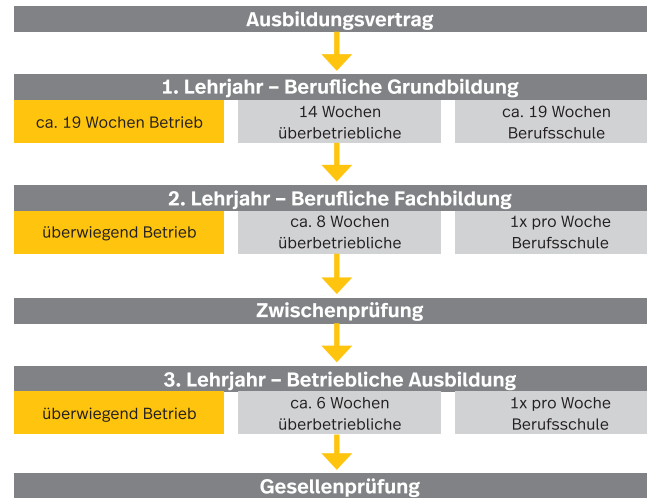 Ausbildungsvertrag
1. Lehrjahr – Berufliche Grundbildung
ca. 19 Wochen Betrieb
14 Wochen
überbetriebliche
ca. 19 Wochen
Berufsschule
2. Lehrjahr – Berufliche Fachbildung
überwiegend Betrieb
ca. 8 Wochen
überbetriebliche
1x pro Woche
Berufsschule
Zwischenprüfung
3. Lehrjahr – Betriebliche Ausbildung
überwiegend Betrieb
ca. 6 Wochen
überbetriebliche
1x pro Woche
Berufsschule
Gesellenprüfung